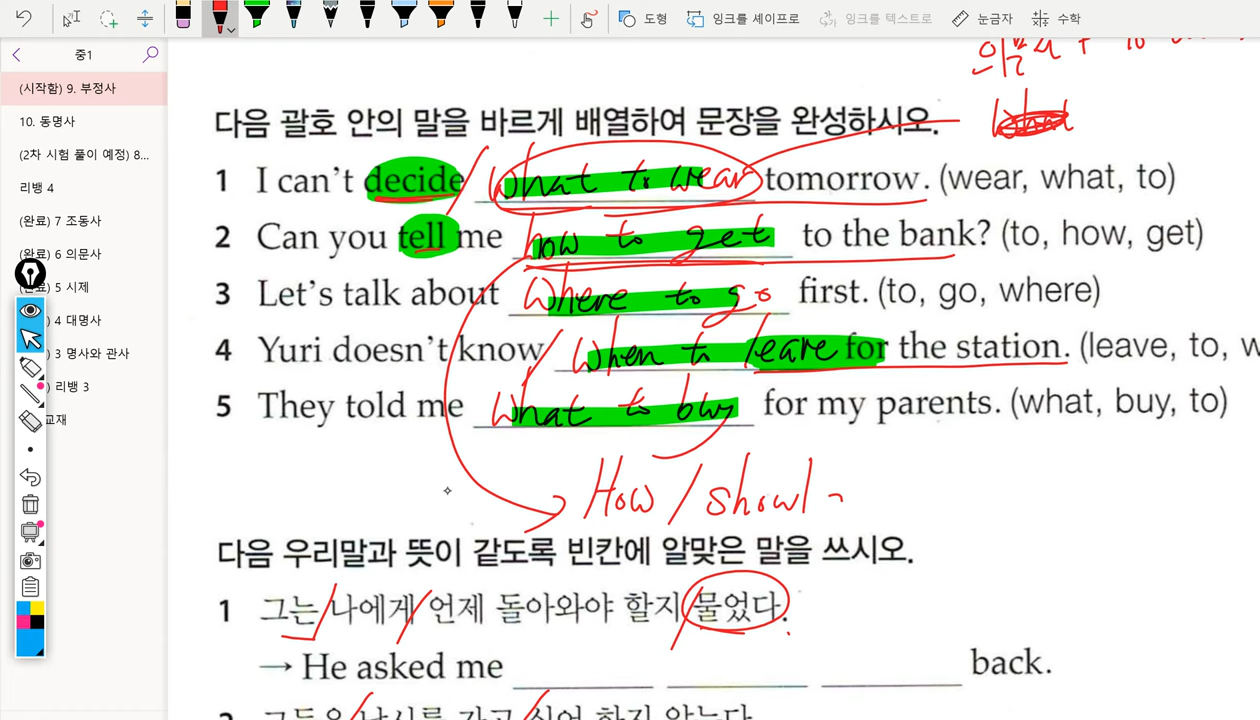 도형 잉크를 셰이프로 잉크를 텍스트로 눈금자 수학
중1
(시작함) 9. 부정사
10. 동명사
(2차 시험 풀이 예정) 8...
리뱅 4
(완료) 7 조동사
(완료) 6 의문사
5 시제
4 대명사
3 명사와 관사
) 리뱅 3
교재
의문사 + to
다음 괄호 안의 말을 바르게 배열하여 문장을 완성하시오.
1 I can't decide / what to wear tomorrow. (wear, what, to)
2 Can you tell me how to get to the bank? (to, how, get)
3 Let's talk about where to go first. (to, go, where)
4 Yuri doesn't know / when to leave for the station. (leave, to, w
5 They told me what to buy for my parents. (what, buy, to)
How /
다음 우리말과 뜻이 같도록 빈칸에 알맞은 말을 쓰시오.
1 그는 / 나에게 / 언제 돌아와야 할지 / 물었다.
→ He asked me back.